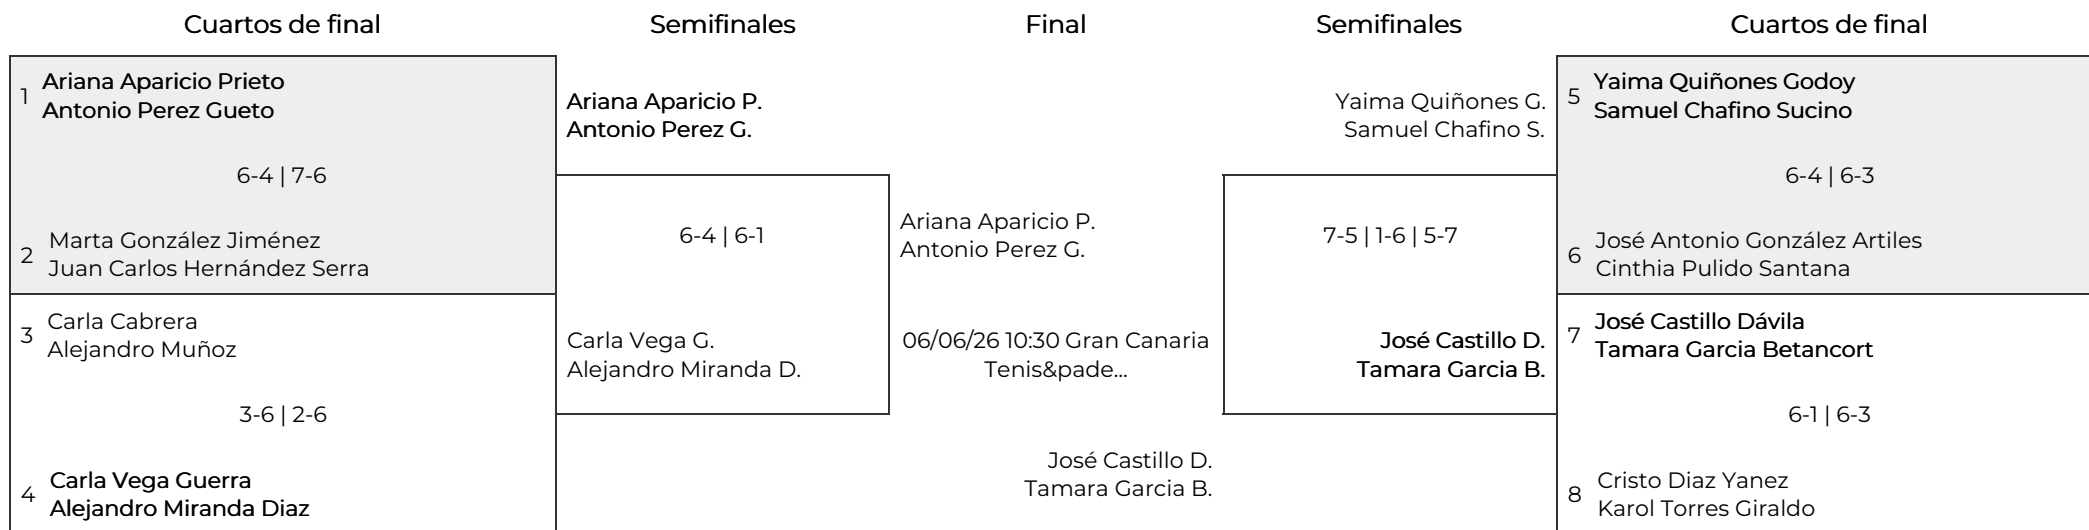 Cuartos de final
Semifinales
Final
Semifinales
Cuartos de final
1
Ariana Aparicio Prieto
Antonio Perez Gueto
6-4 | 7-6
2
Marta González Jiménez
Juan Carlos Hernández Serra
3
Carla Cabrera
Alejandro Muñoz
3-6 | 2-6
4
Carla Vega Guerra
Alejandro Miranda Diaz
Ariana Aparicio P.
Antonio Perez G.
6-4 | 6-1
Carla Vega G.
Alejandro Miranda D.
Ariana Aparicio P.
Antonio Perez G.
06/06/26 10:30 Gran Canaria
Tenis&pade...
José Castillo D.
Tamara Garcia B.
Yaima Quiñones G.
Samuel Chafino S.
7-5 | 1-6 | 5-7
José Castillo D.
Tamara Garcia B.
5
Yaima Quiñones Godoy
Samuel Chafino Sucino
6-4 | 6-3
6
José Antonio González Artiles
Cinthia Pulido Santana
7
José Castillo Dávila
Tamara Garcia Betancort
6-1 | 6-3
8
Cristo Diaz Yanez
Karol Torres Giraldo